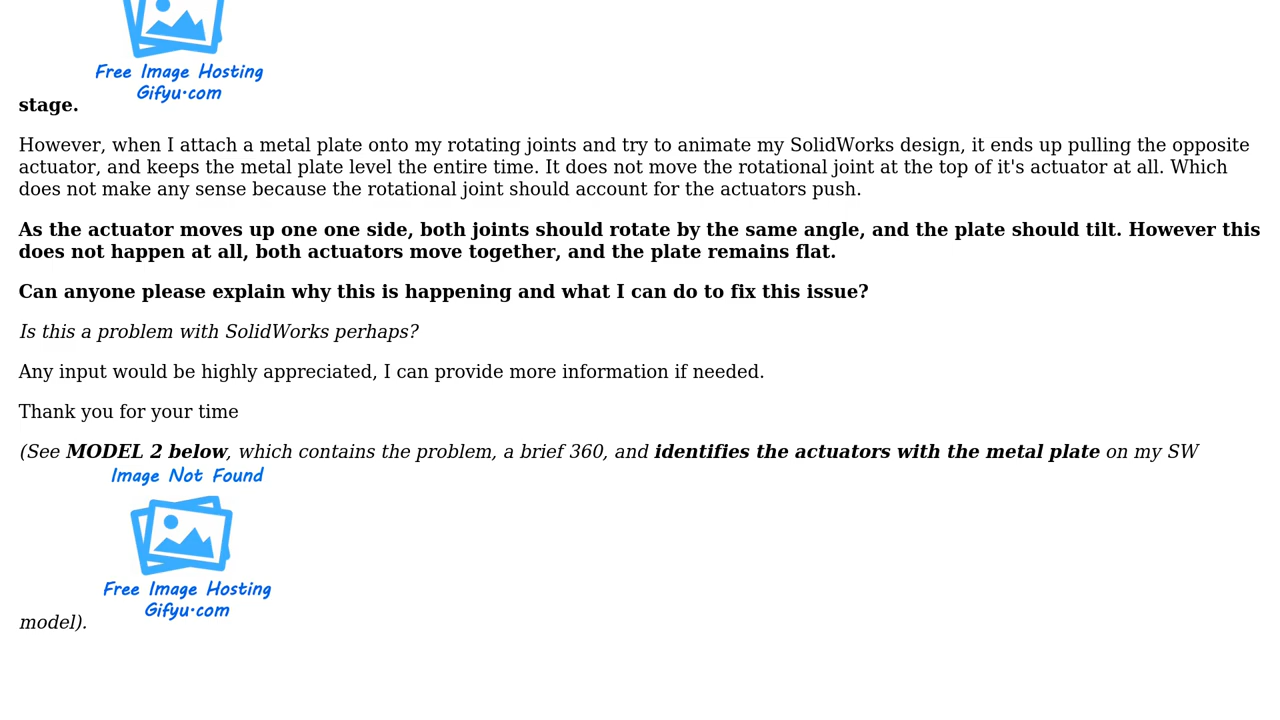 Free Image Hosting
Gifyu.com
stage.
However, when I attach a metal plate onto my rotating joints and try to animate my SolidWorks design, it ends up pulling the opposite
actuator, and keeps the metal plate level the entire time. It does not move the rotational joint at the top of it's actuator at all. Which
does not make any sense because the rotational joint should account for the actuators push.
As the actuator moves up one one side, both joints should rotate by the same angle, and the plate should tilt. However this
does not happen at all, both actuators move together, and the plate remains flat.
Can anyone please explain why this is happening and what I can do to fix this issue?
Is this a problem with SolidWorks perhaps?
Any input would be highly appreciated, I can provide more information if needed.
Thank you for your time
(See MODEL 2 below, which contains the problem, a brief 360, and identifies the actuators with the metal plate on my SW
Image Not Found
Free Image Hosting
Gifyu.com
model).